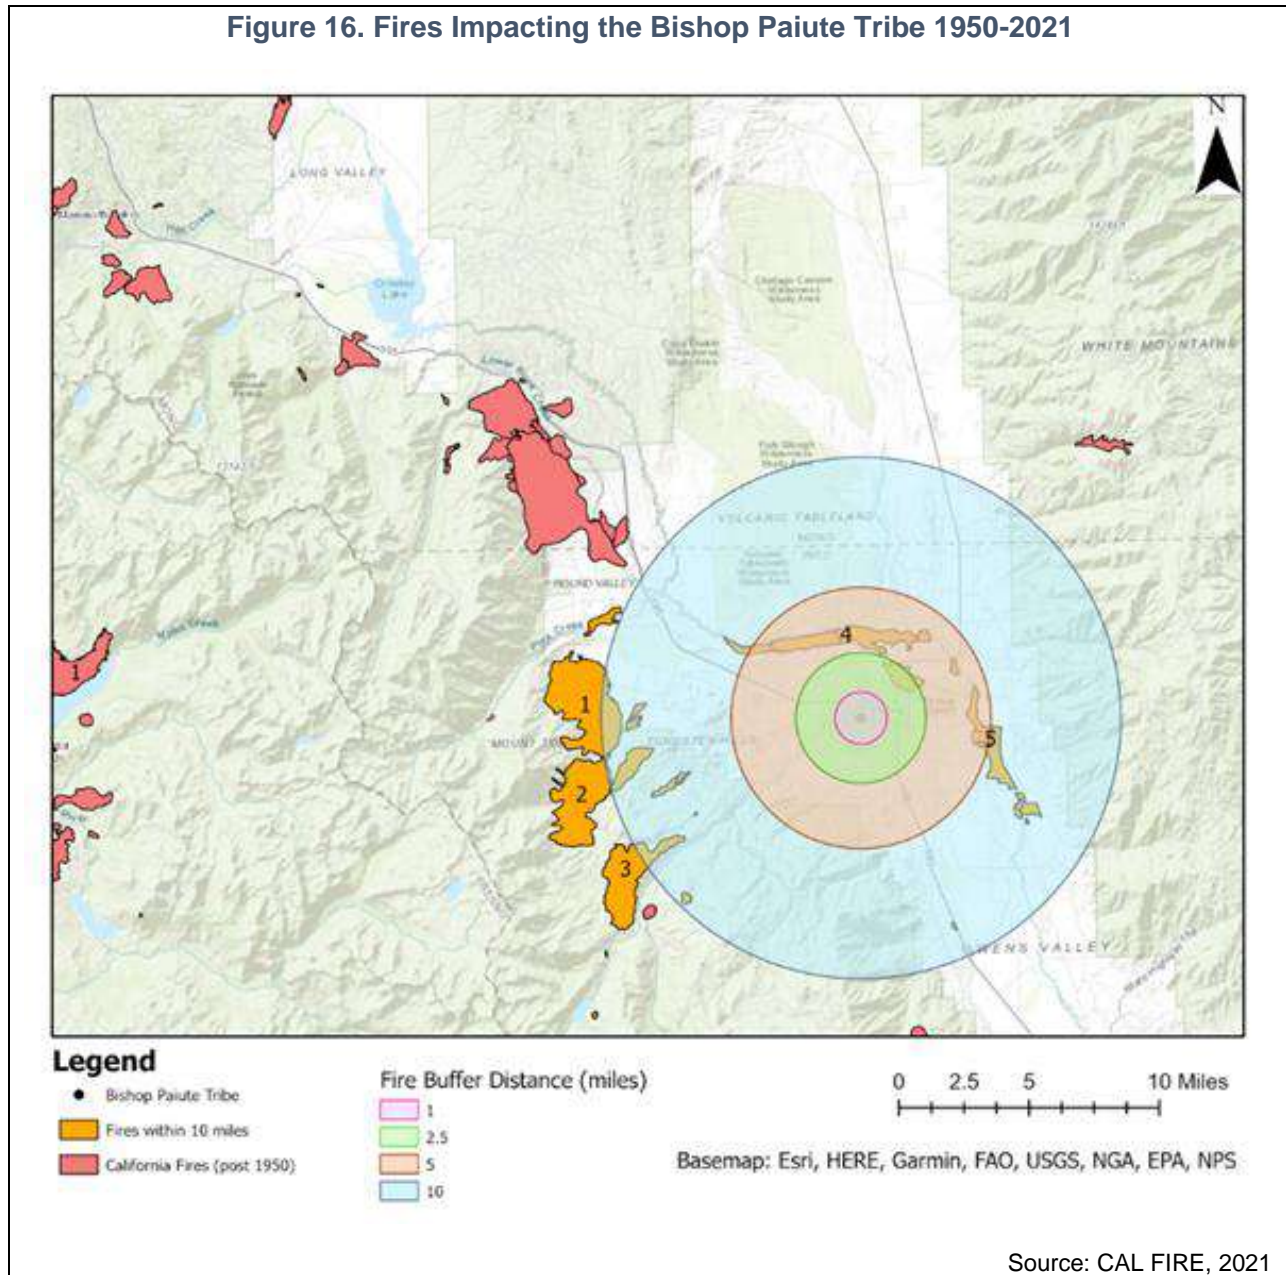 Figure 16. Fires Impacting the Bishop Paiute Tribe 1950-2021
N
LONG VALLEY
WHITE MOUNTAINS
VOLCANIC TABLELAND
ROUND VALLEY
1
1
2
3
4
5
OWENS VALLEY
Legend
Bishop Paiute Tribe
Fires within 10 miles
California Fires (post 1950)
Fire Buffer Distance (miles)
1
2.5
5
10
0 2.5 5 10 Miles
Basemap: Esri, HERE, Garmin, FAO, USGS, NGA, EPA, NPS
Source: CAL FIRE, 2021